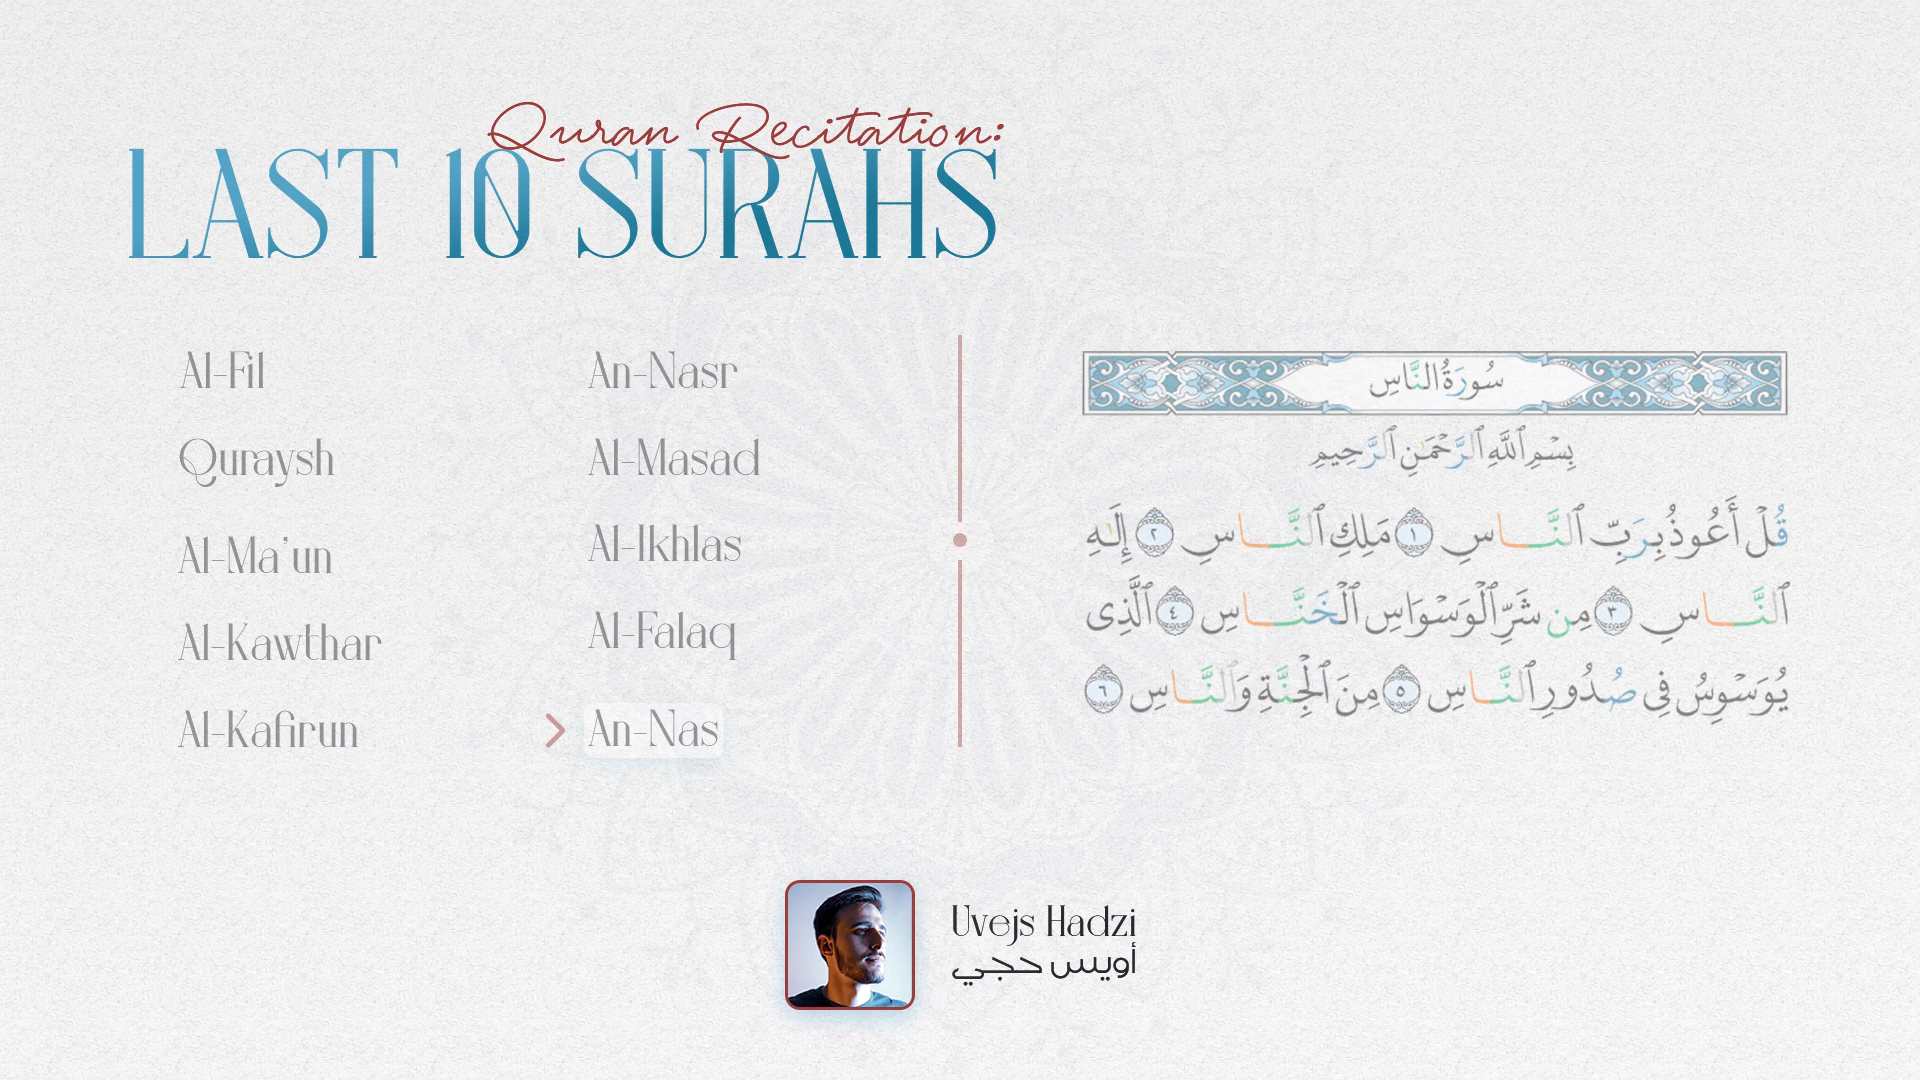 Quran Recitation:
LAST 10 SURAHS
Al-Fil
Quraysh
Al-Ma'un
Al-Kawthar
Al-Kafirun
An-Nasr
Al-Masad
Al-Ikhlas
Al-Falaq
An-Nas
سُورَةُ النَّاسِ
بِسْمِ ٱللَّهِ ٱلرَّحْمَٰنِ ٱلرَّحِيمِ
قُلْ أَعُوذُ بِرَبِّ ٱلنَّاسِ ١ مَلِكِ ٱلنَّاسِ ٢ إِلَٰهِ
ٱلنَّاسِ ٣ مِن شَرِّ ٱلْوَسْوَاسِ ٱلْخَنَّاسِ ٤ ٱلَّذِى
يُوَسْوِسُ فِى صُدُورِ ٱلنَّاسِ ٥ مِنَ ٱلْجِنَّةِ وَٱلنَّاسِ ٦
Uvejs Hadzi
أويس حجي